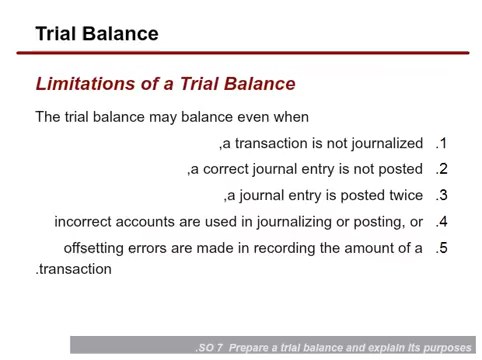 Trial Balance
Limitations of a Trial Balance
The trial balance may balance even when
,a transaction is not journalized .1
,a correct journal entry is not posted .2
,a journal entry is posted twice .3
incorrect accounts are used in journalizing or posting, or .4
offsetting errors are made in recording the amount of a .5
.transaction
.SO 7 Prepare a trial balance and explain its purposes